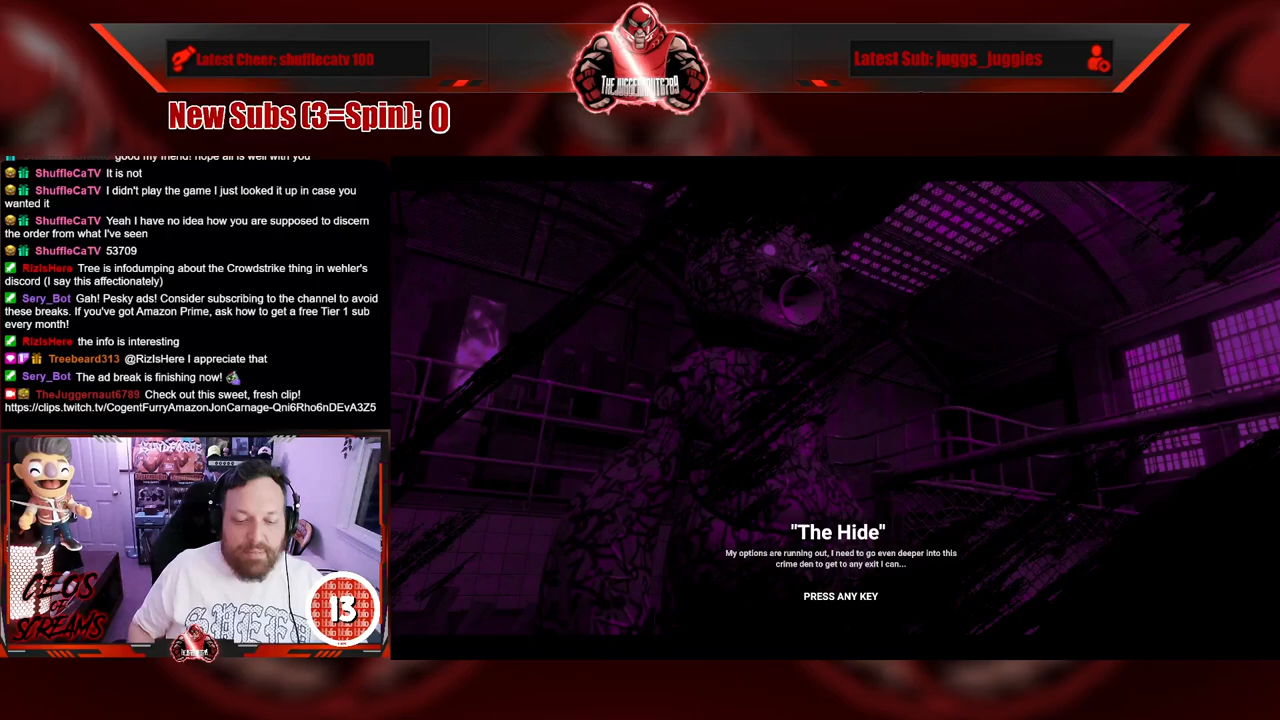 Latest Cheer: shufflecatv 100
THEJUGGERNAUT6789
Latest Sub: juggs_juggies
New Subs (3=Spin): 0
good my friend! hope all is well with you
ShuffleCaTV It is not
ShuffleCaTV I didn't play the game I just looked it up in case you
wanted it
ShuffleCaTV Yeah I have no idea how you are supposed to discern
the order from what I've seen
ShuffleCaTV 53709
RizIsHere Tree is infodumping about the Crowdstrike thing in wehler's
discord (I say this affectionately)
Sery_Bot Gah! Pesky ads! Consider subscribing to the channel to avoid
these breaks. If you've got Amazon Prime, ask how to get a free Tier 1 sub
every month!
RizIsHere the info is interesting
Treebeard313 @RizIsHere I appreciate that
Sery_Bot The ad break is finishing now!
TheJuggernaut6789 Check out this sweet, fresh clip!
https://clips.twitch.tv/CogentFurryAmazonJonCarnage-Qni6Rho6nDEvA3Z5
CEO'S
OF
STREAMS
13
"The Hide"
My options are running out, I need to go even deeper into this
crime den to get to any exit I can...
PRESS ANY KEY